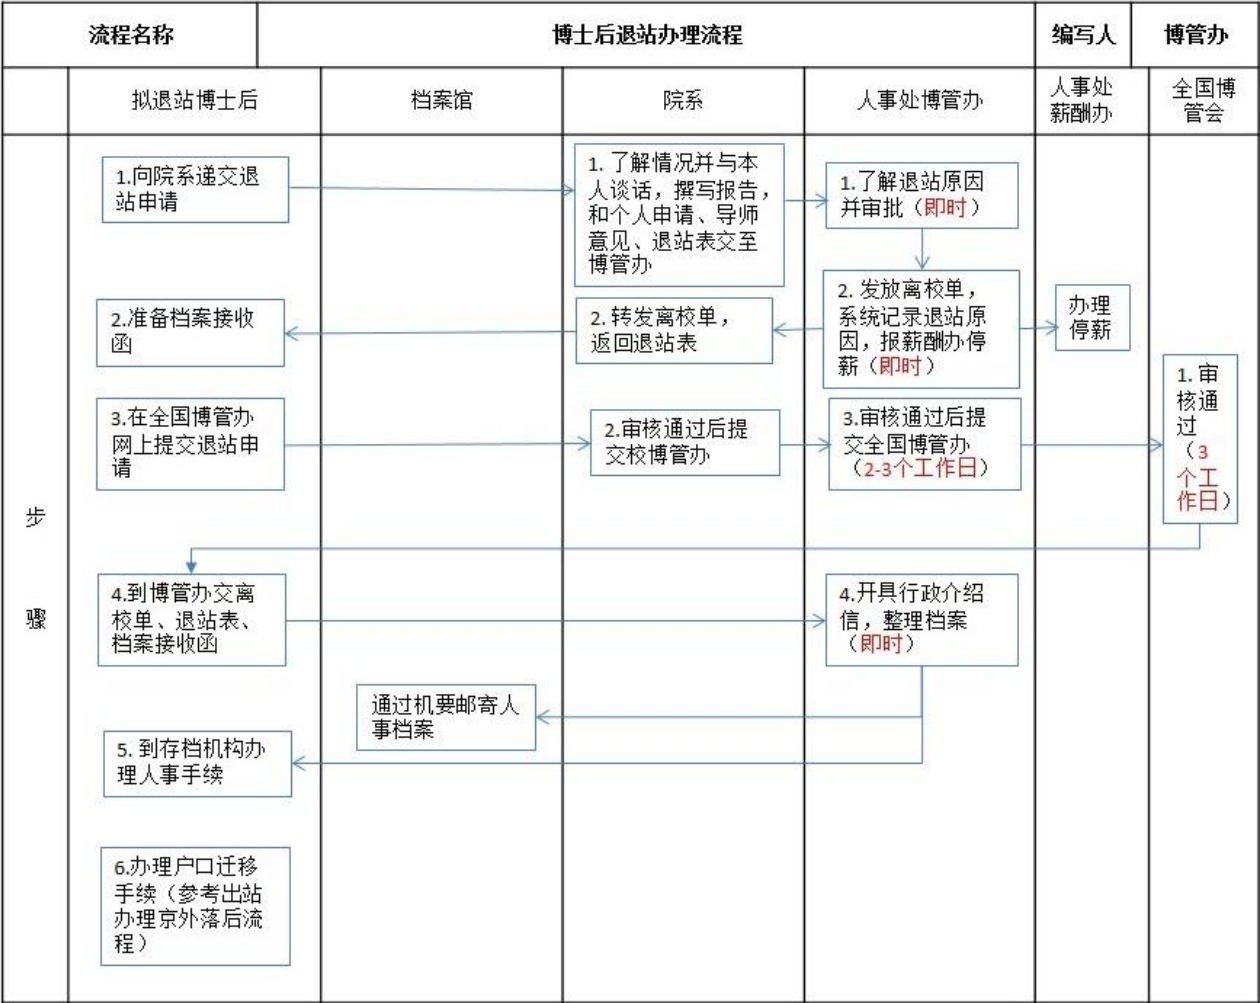 流程名称
博士后退站办理流程
编写人
博管办
拟退站博士后
档案馆
院系
人事处博管办
人事处
薪酬办
全国博
管会
步
骤
1.向院系递交退
站申请
1. 了解情况并与本
人谈话，撰写报告，
和个人申请、导师
意见、退站表交至
博管办
1.了解退站原因
并审批（即时）
2.准备档案接收
函
2. 转发离校单，
返回退站表
2. 发放离校单，
系统记录退站原
因，报薪酬办停
薪（即时）
办理
停薪
3.在全国博管办
网上提交退站申
请
2.审核通过后提
交校博管办
3.审核通过后提
交全国博管办
（2-3个工作日）
1. 审
核通
过
（3
个工
作日）
4.到博管办交离
校单、退站表、
档案接收函
4.开具行政介绍
信，整理档案
（即时）
通过机要邮寄人
事档案
5. 到存档机构办
理人事手续
6.办理户口迁移
手续（参考出站
办理京外落后流
程）